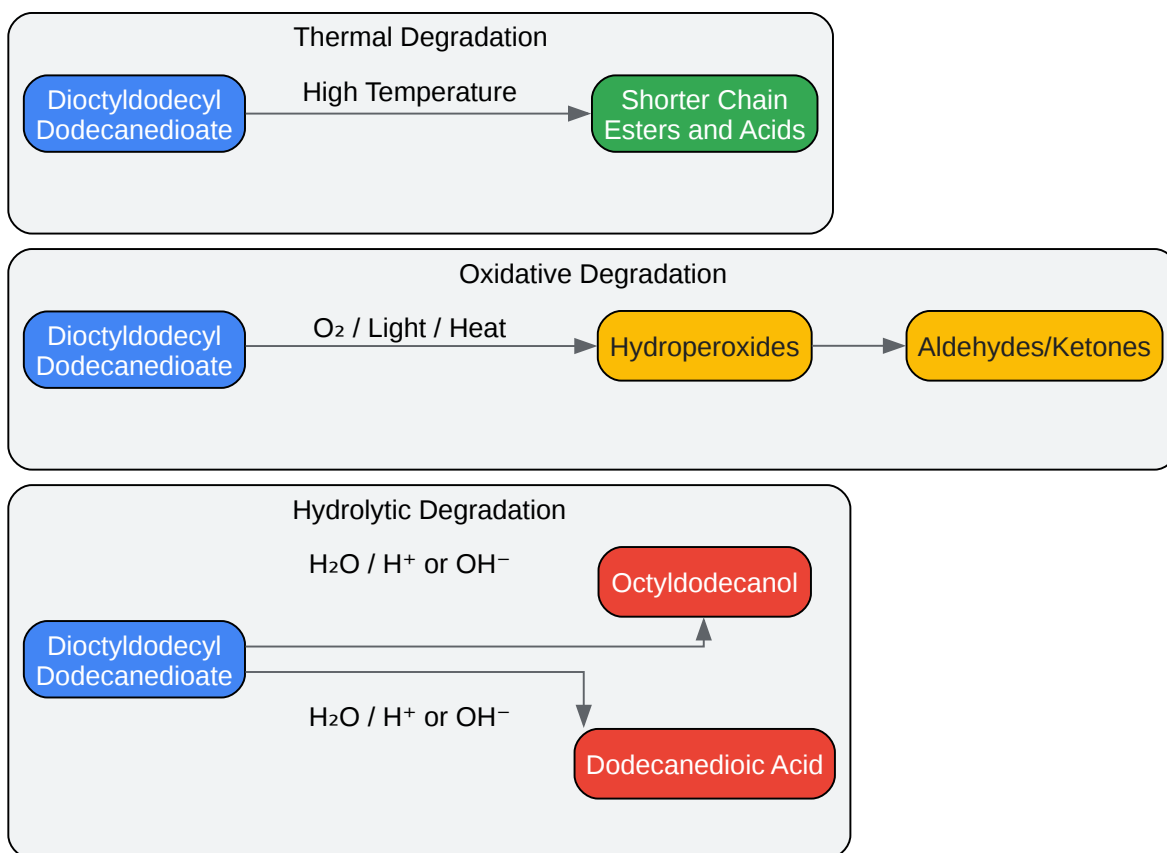 Thermal Degradation
Dioctyldodecyl
Dodecanedioate
High Temperature
Shorter Chain
Esters and Acids
Oxidative Degradation
Dioctyldodecyl
Dodecanedioate
O₂ / Light / Heat
Hydroperoxides
Aldehydes/Ketones
Hydrolytic Degradation
H₂O / H⁺ or OH⁻
Octyldodecanol
Dioctyldodecyl
Dodecanedioate
H₂O / H⁺ or OH⁻
Dodecanedioic Acid